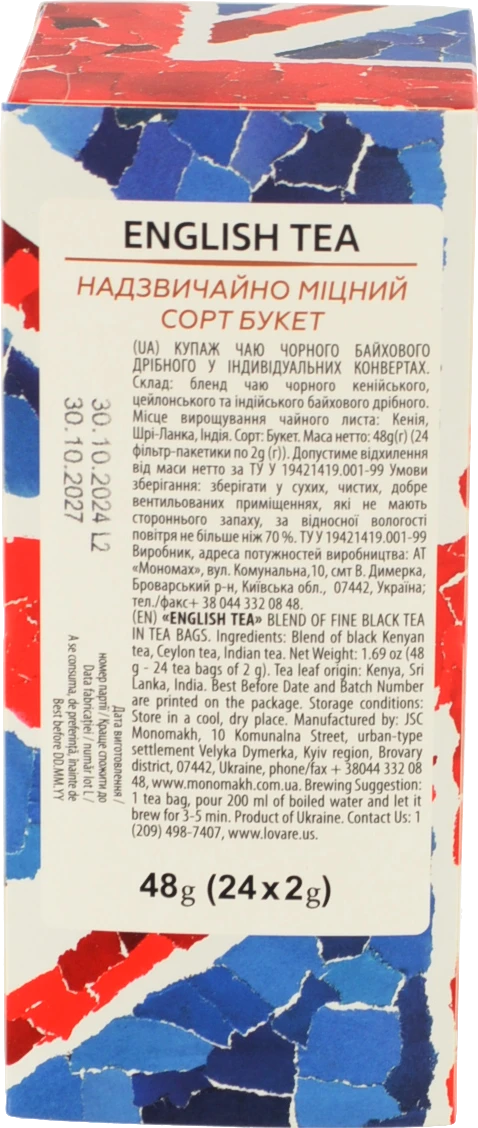 ENGLISH TEA
НАДЗВИЧАЙНО МІЦНИЙ
СОРТ БУКЕТ
(UA) КУПАЖ ЧАЮ ЧОРНОГО БАЙХОВОГО
ДРІБНОГО У ІНДИВІДУАЛЬНИХ КОНВЕРТАХ.
Склад: бленд чаю чорного кенійського,
цейлонського та індійського байхового дрібного.
Місце вирощування чайного листа: Кенія,
Шрі-Ланка, Індія. Сорт: Букет. Маса нетто: 48g(г) (24
фільтр-пакетики по 2g (г)). Допустиме відхилення
від маси нетто за ТУ У 19421419.001-99 Умови
зберігання: зберігати у сухих, чистих, добре
вентильованих приміщеннях, які не мають
стороннього запаху, за відносної вологості
повітря не більше ніж 70 %. ТУ У 19421419.001-99
Виробник, адреса потужностей виробництва: АТ
«Мономах», вул. Комунальна,10, смт В. Димерка,
Броварський р-н, Київська обл., 07442, Україна;
тел./факс+ 38 044 332 08 48.
(EN) «ENGLISH TEA» BLEND OF FINE BLACK TEA
IN TEA BAGS. Ingredients: Blend of black Kenyan
tea, Ceylon tea, Indian tea. Net Weight: 1.69 oz (48
g - 24 tea bags of 2 g). Tea leaf origin: Kenya, Sri
Lanka, India. Best Before Date and Batch Number
are printed on the package. Storage conditions:
Store in a cool, dry place. Manufactured by: JSC
Monomakh, 10 Komunalna Street, urban-type
settlement Velyka Dymerka, Kyiv region, Brovary
district, 07442, Ukraine, phone/fax + 38044 332 08
48, www.monomakh.com.ua. Brewing Suggestion:
1 tea bag, pour 200 ml of boiled water and let it
brew for 3-5 min. Product of Ukraine. Contact Us: 1
(209) 498-7407, www.lovare.us.
48g (24x2g)
30.10.2024 L2
30.10.2027
Дата виготовлення /
номер партії / Краще спожити до
Data fabricației / număr lot L /
A se consuma, de preferință, înainte de
Best before DD.MM.YY